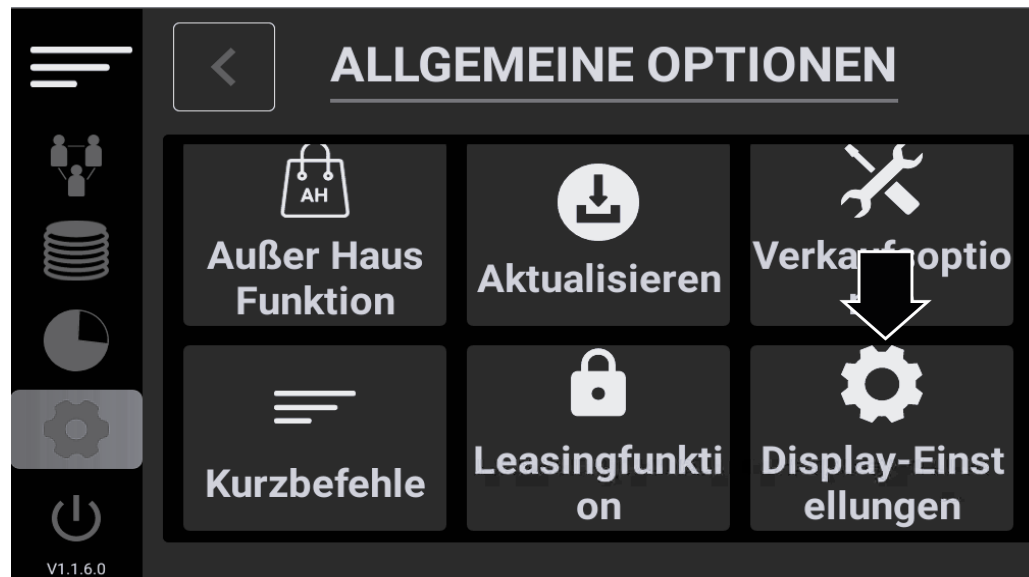 ALLGEMEINE OPTIONEN
AH
Außer Haus
Funktion
Aktualisieren
Kurzbefehle
Leasingfunkti
on
Display-Einst
ellungen
V1.1.6.0